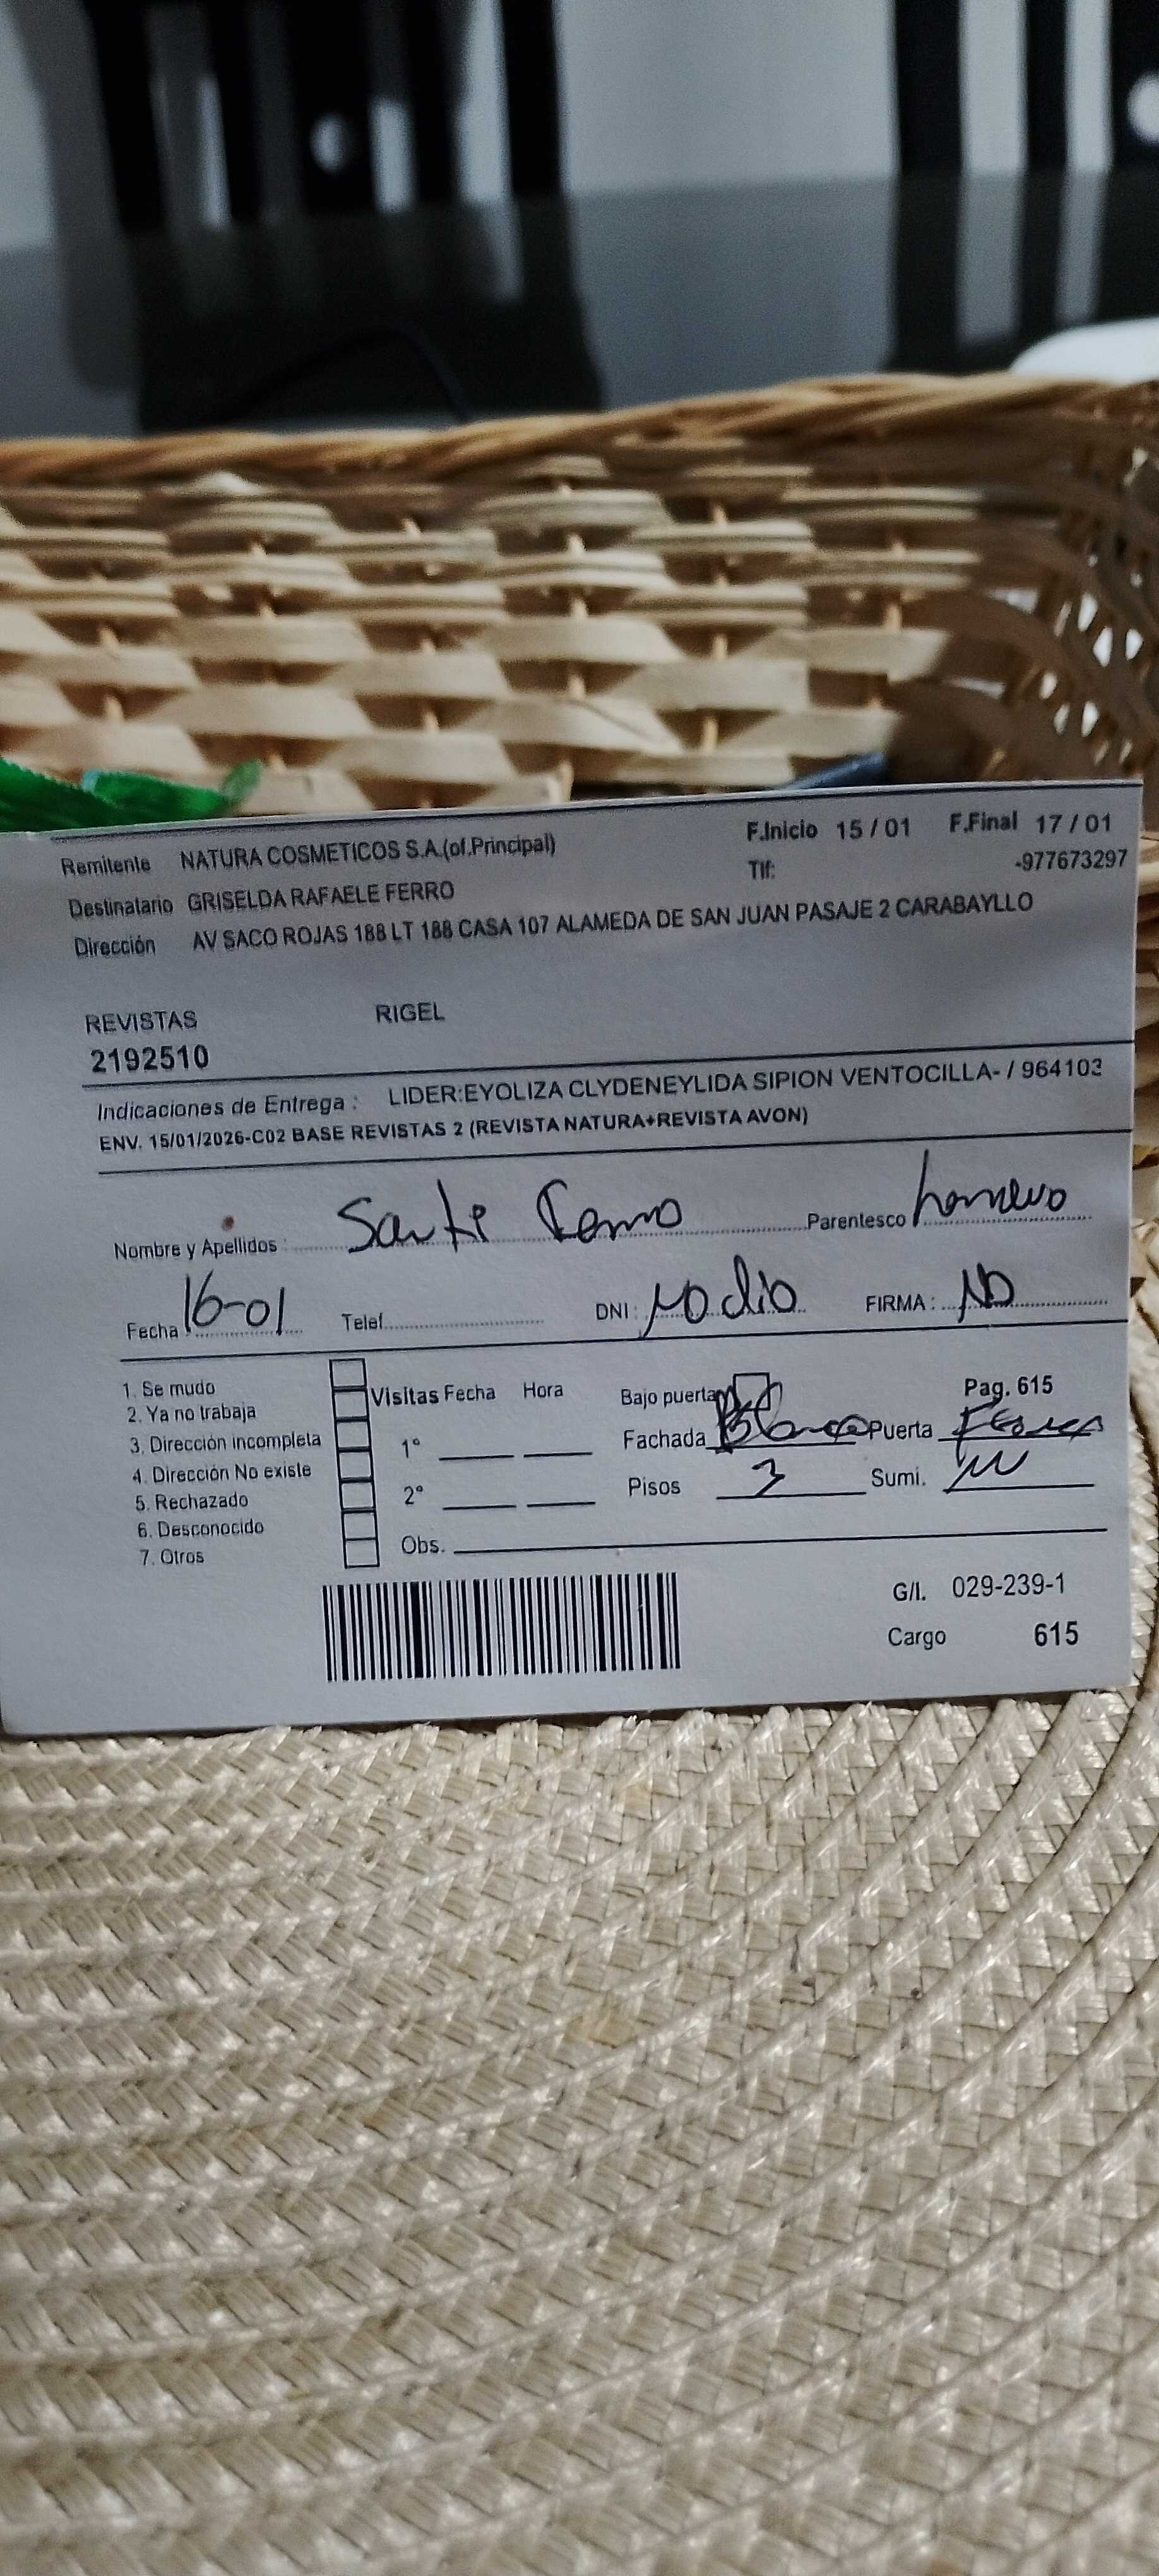 Remitente NATURA COSMETICOS S.A.(of.Principal) F.Inicio 15 / 01 F.Final 17 / 01
Tlf: -977673297
Destinatario GRISELDA RAFAELE FERRO
Dirección AV SACO ROJAS 188 LT 188 CASA 107 ALAMEDA DE SAN JUAN PASAJE 2 CARABAYLLO
REVISTAS RIGEL
2192510
Indicaciones de Entrega : LIDER:EYOLIZA CLYDENEYLIDA SIPION VENTOCILLA- / 964103
ENV. 15/01/2026-C02 BASE REVISTAS 2 (REVISTA NATURA+REVISTA AVON)
Nombre y Apellidos : Parentesco
Fecha 16-01 Telef. DNI : NO dio FIRMA : NO
1. Se mudo
2. Ya no trabaja
3. Dirección incompleta
4. Dirección No existe
5. Rechazado
6. Desconocido
7. Otros
Visitas Fecha Hora
1°
2°
Obs.
Bajo puerta Pag. 615
Fachada Blanco Puerta
Pisos 3 Sumi.
G/I. 029-239-1
Cargo 615